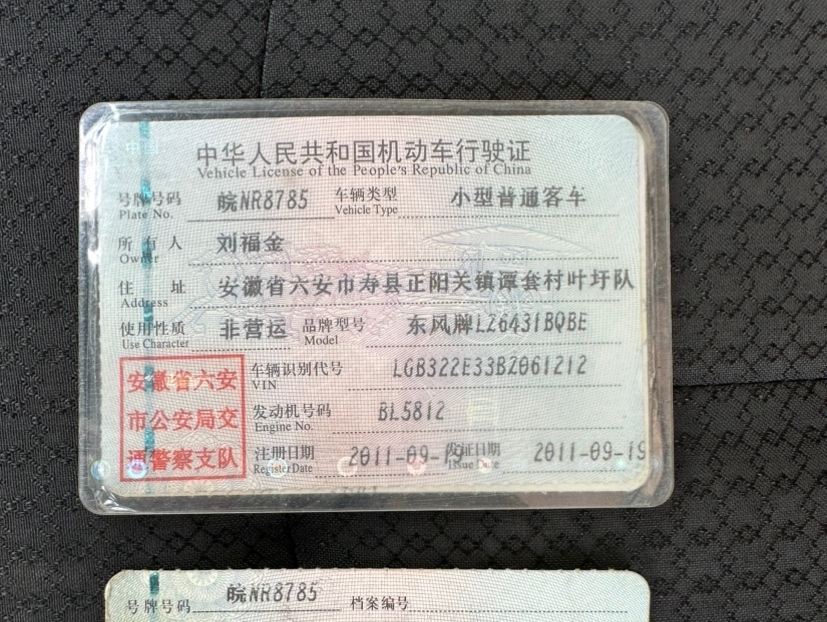 中华人民共和国机动车行驶证
Vehicle License of the People's Republic of China
号牌号码 皖NR8785 车辆类型 小型普通客车
Plate No. Vehicle Type
所有人 刘福金
Owner
住址 安徽省六安市寿县正阳关镇谭套村叶圩队
Address
使用性质 非营运 品牌型号 东风牌LZ6431BQBE
Use Character Model
安徽省六安 车辆识别代号 LGB322E33BZ061212
VIN
市公安局交 发动机号码 BL5812
Engine No.
通警察支队 注册日期 2011-09-19 发证日期 2011-09-19
Register Date Issue Date
号牌号码 皖NR8785 档案编号